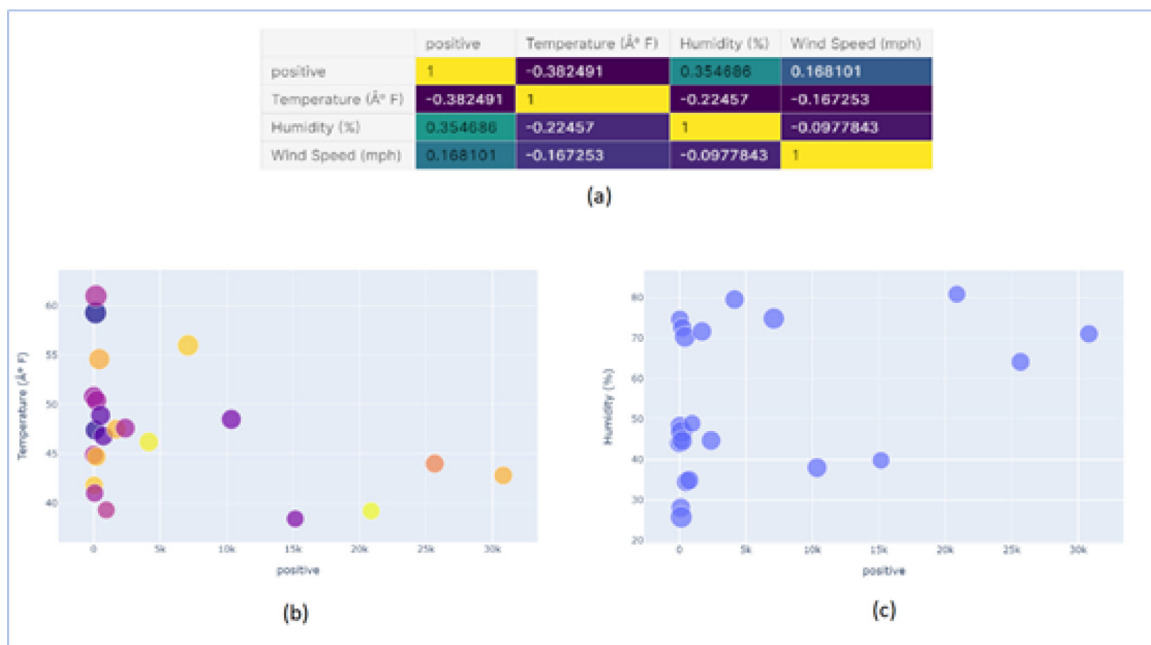 positive Temperature (Â° F) Humidity (%) Wind Speed (mph)
positive 1 -0.382491 0.354686 0.168101
Temperature (Â° F) -0.382491 1 -0.22457 -0.167253
Humidity (%) 0.354686 -0.22457 1 -0.0977843
Wind Speed (mph) 0.168101 -0.167253 -0.0977843 1
(a)
Temperature (Â° F)
60
55
50
45
40
0 5k 10k 15k 20k 25k 30k
positive
(b)
Humidity (%)
80
70
60
50
40
30
20
0 5k 10k 15k 20k 25k 30k
positive
(c)